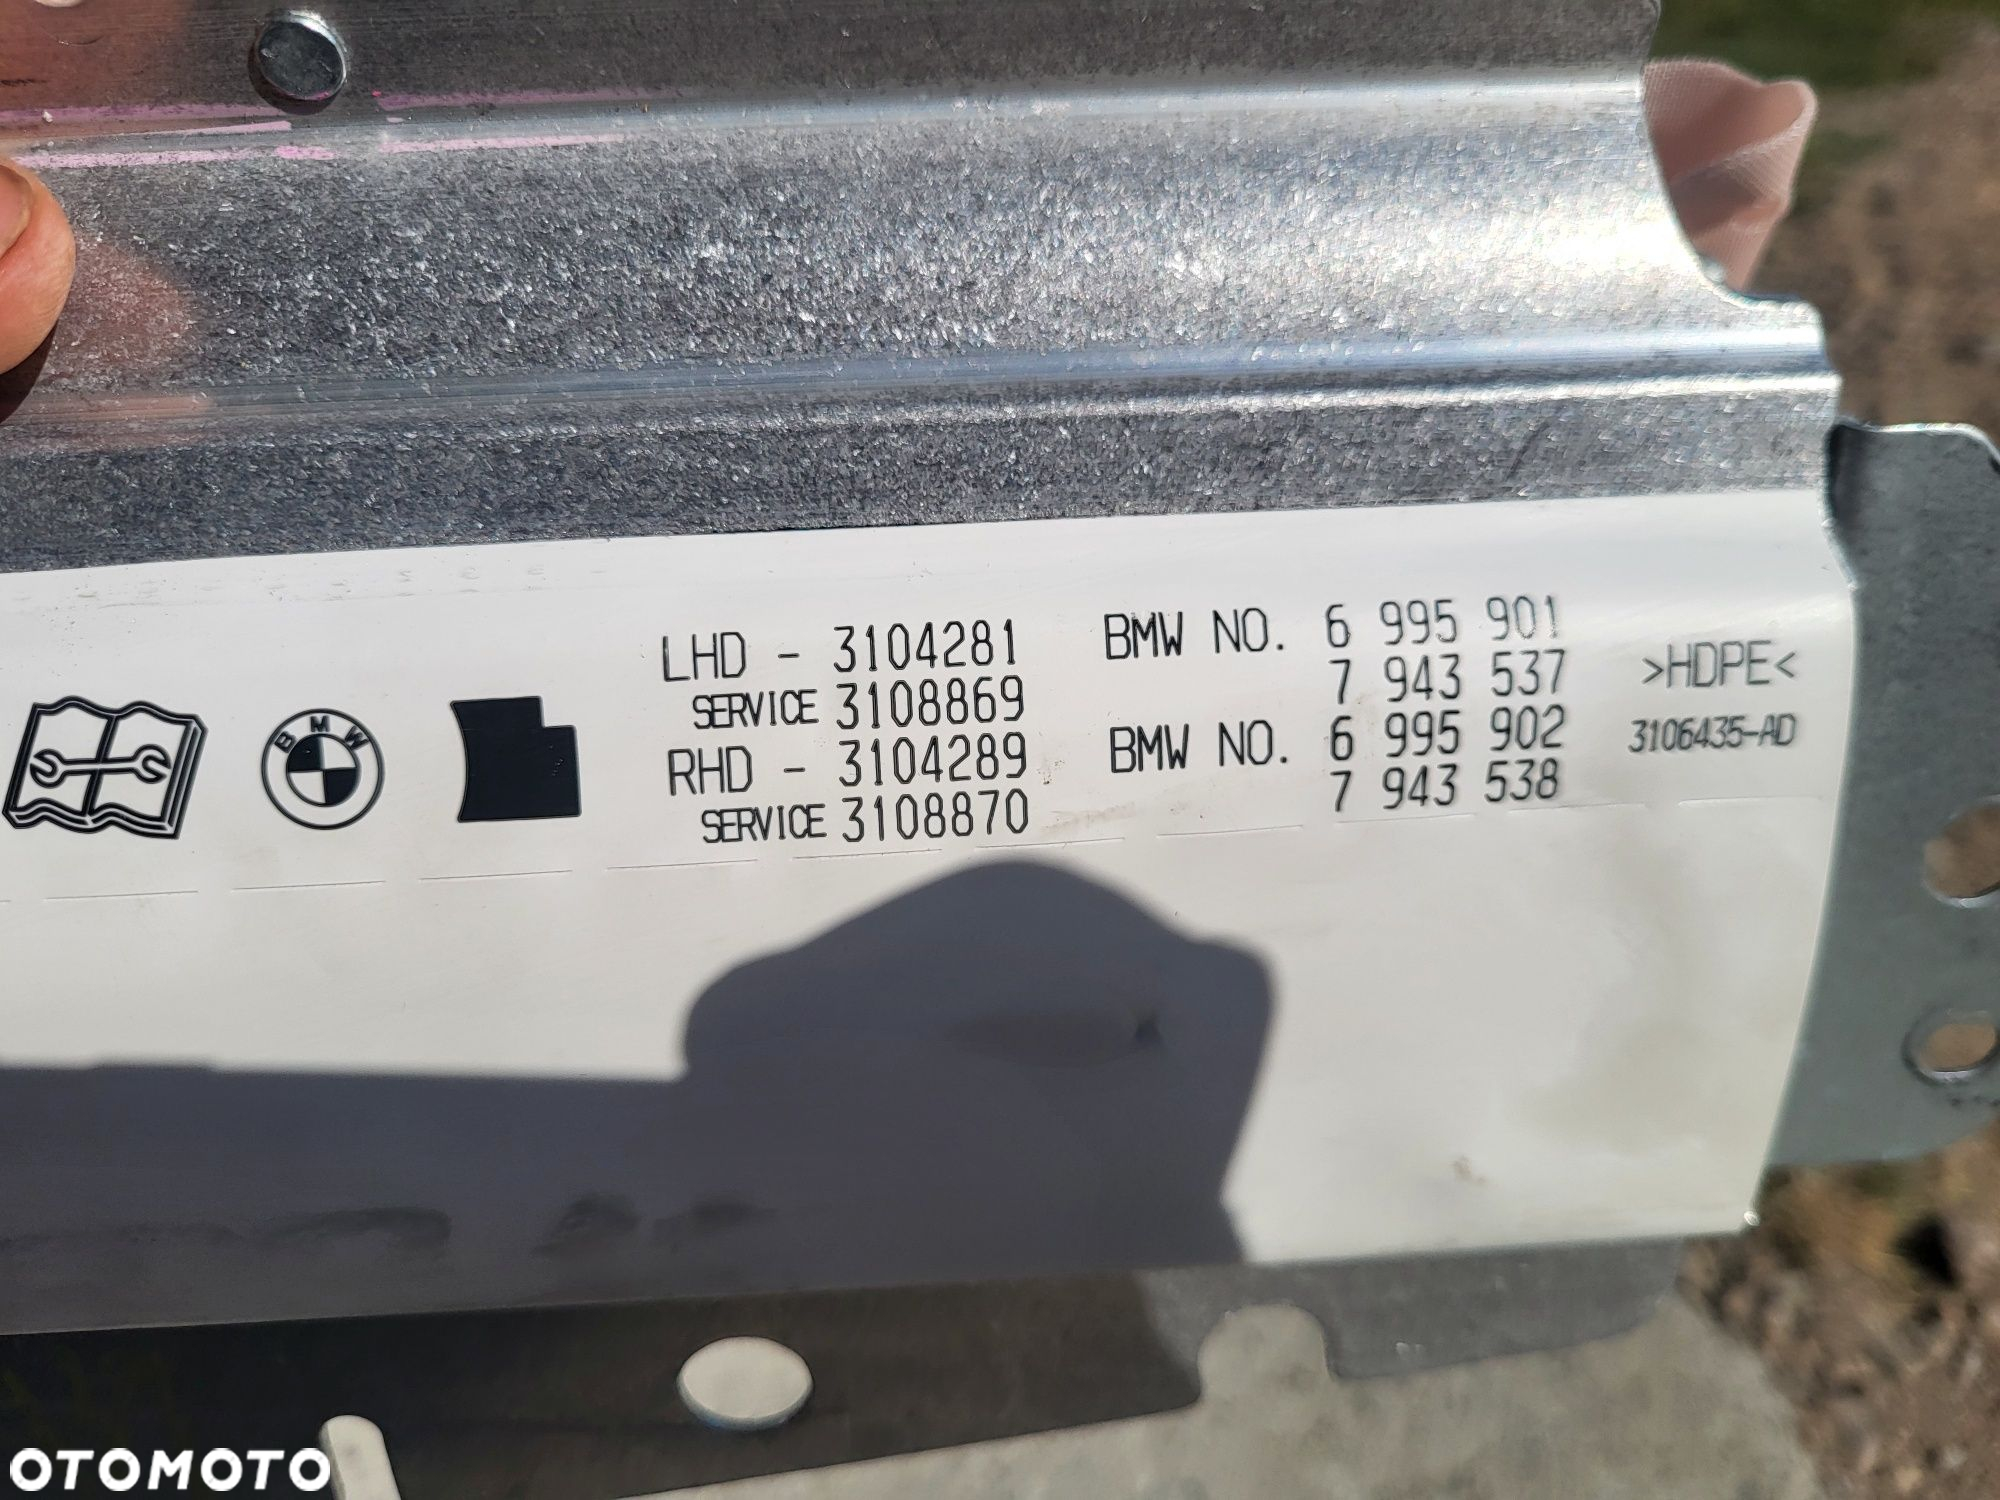 LHD - 3104281 BMW NO. 6 995 901
SERVICE 3108869 7 943 537
RHD - 3104289 BMW NO. 6 995 902
SERVICE 3108870 7 943 538
>HDPE<
3106435-AD
BMW
OTOMOTO